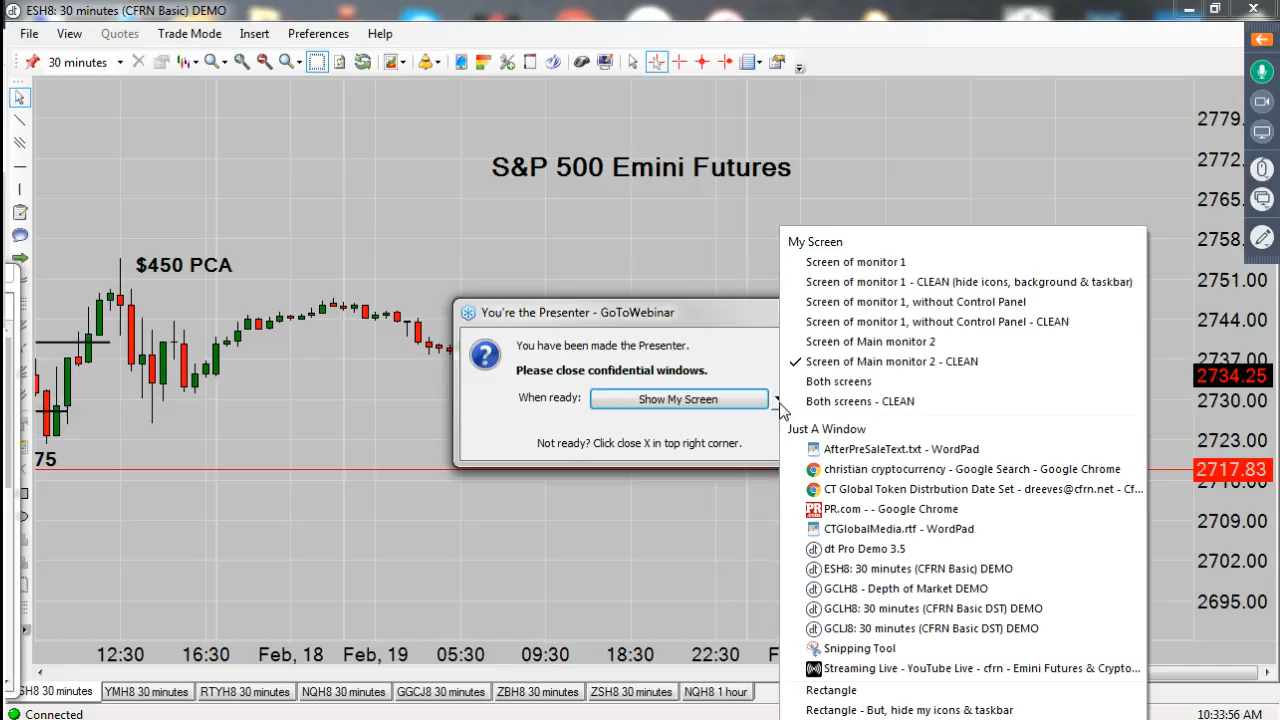 ESH8: 30 minutes (CFRN Basic) DEMO
File View Quotes Trade Mode Insert Preferences Help
30 minutes
S&P 500 Emini Futures
$450 PCA
75
2779.
2772.
2765.
2758.
2751.00
2744.00
2737.00
2734.25
2730.00
2723.00
2717.83
2709.00
2702.00
2695.00
You're the Presenter - GoToWebinar
You have been made the Presenter.
Please close confidential windows.
When ready: Show My Screen
Not ready? Click close X in top right corner.
My Screen
Screen of monitor 1
Screen of monitor 1 - CLEAN (hide icons, background & taskbar)
Screen of monitor 1, without Control Panel
Screen of monitor 1, without Control Panel - CLEAN
Screen of Main monitor 2
Screen of Main monitor 2 - CLEAN
Both screens
Both screens - CLEAN
Just A Window
AfterPreSaleText.txt - WordPad
christian cryptocurrency - Google Search - Google Chrome
CT Global Token Distrbution Date Set - dreeves@cfrn.net - Cf...
PR.com - - Google Chrome
CTGlobalMedia.rtf - WordPad
dt Pro Demo 3.5
ESH8: 30 minutes (CFRN Basic) DEMO
GCLH8 - Depth of Market DEMO
GCLH8: 30 minutes (CFRN Basic DST) DEMO
GCLJ8: 30 minutes (CFRN Basic DST) DEMO
Snipping Tool
Streaming Live - YouTube Live - cfrn - Emini Futures & Crypto...
Rectangle
Rectangle - But, hide my icons & taskbar
12:30 16:30 Feb, 18 Feb, 19 05:30 09:30 18:30 22:30 F
SH8 30 minutes YMH8 30 minutes RTYH8 30 minutes NQH8 30 minutes GGCJ8 30 minutes ZBH8 30 minutes ZSH8 30 minutes NQH8 1 hour
Connected 10:33:56 AM